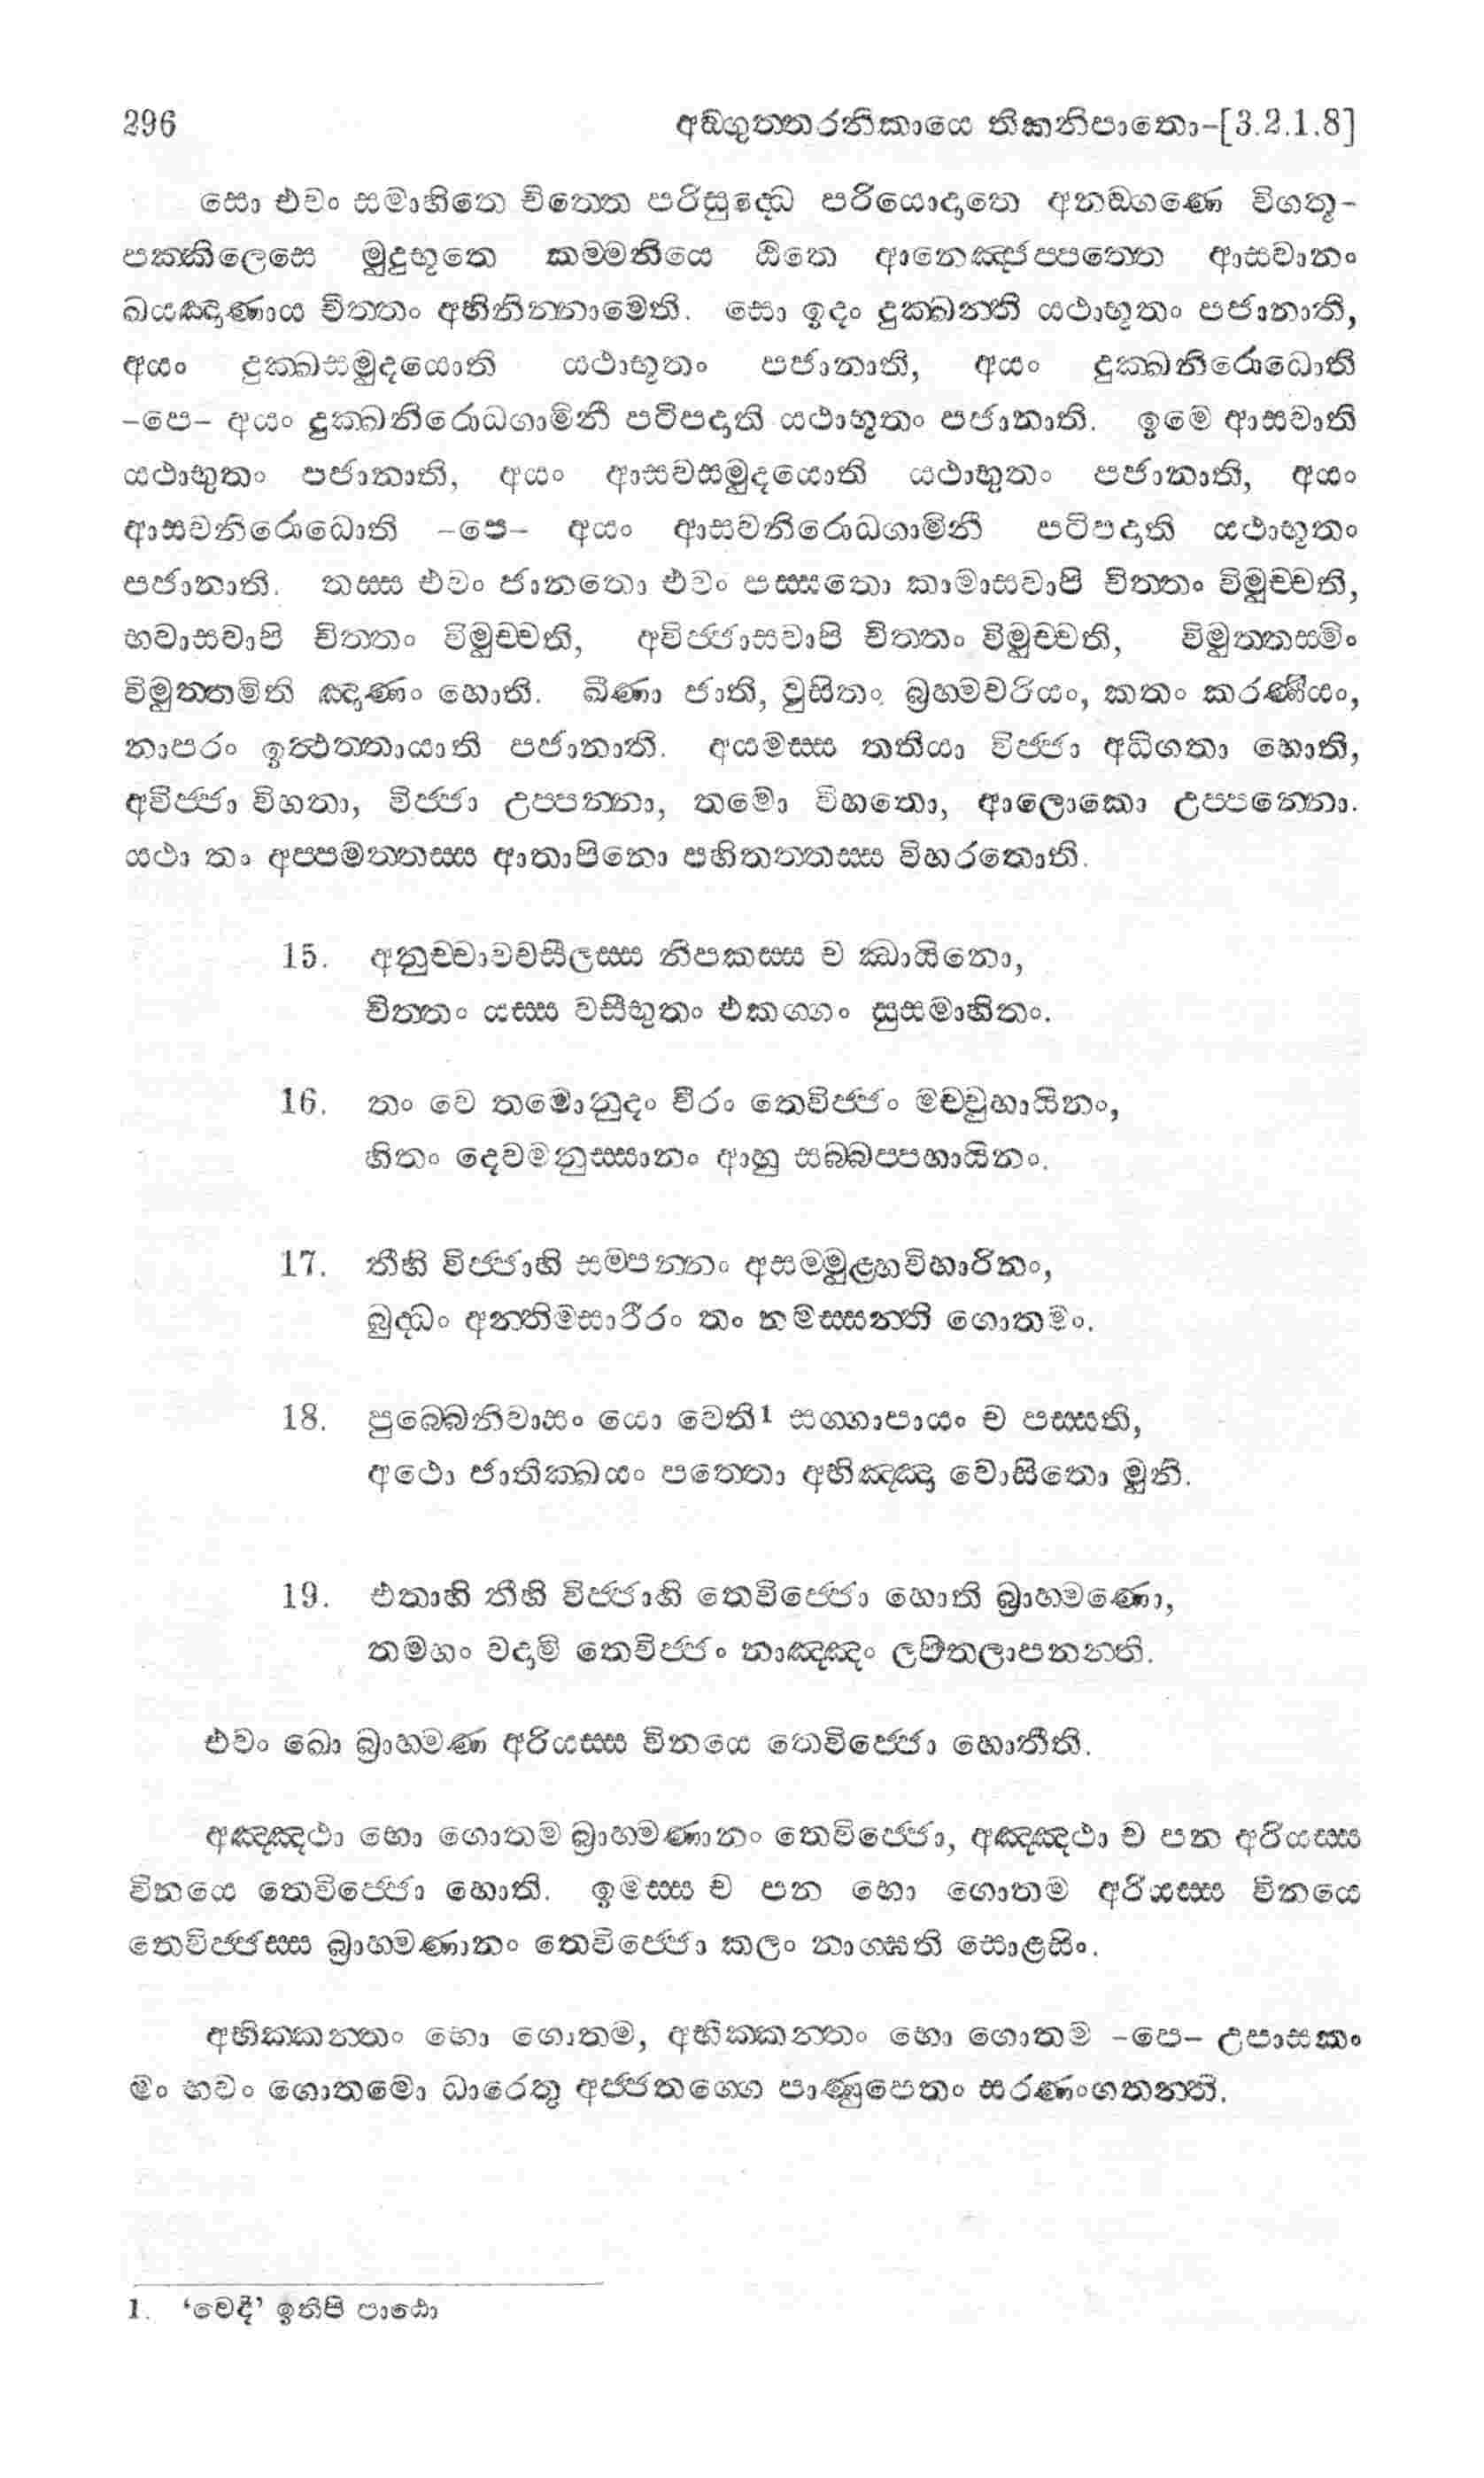 296 අඞ්ගුත්තරනිකායෙ තිකනිපාතො-[3.2.1.8]
සො එවං සමාහිතෙ චිත්තෙ පරිසුද්ධෙ පරියොදාතෙ අනඞ්ගණෙ විගතූ-
පක්කිලෙසෙ මුදුභූතෙ කම්මනියෙ ඨිතෙ ආනෙඤ්ජප්පත්තෙ ආසවානං
ඛයඤාණාය චිත්තං අභිනින්නාමෙති. සො ඉදං දුක්ඛන්ති යථාභූතං පජානාති,
අයං දුක්ඛසමුදයොති යථාභූතං පජානාති, අයං දුක්ඛනිරොධොති
-පෙ- අයං දුක්ඛනිරොධගාමිනී පටිපදාති යථාභූතං පජානාති. ඉමෙ ආසවාති
යථාභුතං පජානාති, අයං ආසවසමුදයොති යථාභුතං පජානාති, අයං
ආසවනිරොධොති -පෙ- අයං ආසවනිරොධගාමිනී පටිපදාති යථාභූතං
පජානාති. තස්ස එවං ජානතො එවං පස්සතො කාමාසවාපි චිත්තං විමුච්චති,
භවාසවාපි චිත්තං විමුච්චති, අවිජ්ජාසවාපි චිත්තං විමුච්චති, විමුත්තස්මිං
විමුත්තමිති ඤාණං හොති. ඛීණා ජාති, වුසිතං බ්‍රහ්මචරියං, කතං කරණීයං,
නාපරං ඉත්ථත්තායාති පජානාති. අයමස්ස තතියා විජ්ජා අධිගතා හොති,
අවිජ්ජා විහතා, විජ්ජා උප්පන්නා, තමො විහතො, ආලොකො උප්පන්නො.
යථා තං අප්පමත්තස්ස ආතාපිනො පහිතත්තස්ස විහරතොති.
15. අනුච්චාවචසීලස්ස නිපකස්ස ච ඣායිනො,
චිත්තං යස්ස වසීභුතං එකග්ගං සුසමාහිතං.
16. තං වෙ තමොනුදං ධීරං තෙවිජ්ජං මච්චුහායිනං,
හිතං දෙවමනුස්සානං ආහු සබ්බප්පහායිනං.
17. තීහි විජ්ජාහි සම්පන්නං අසම්මුළ්හවිහාරිනං,
බුද්ධං අන්තිමසාරීරං තං නමස්සන්ති ගොතමං.
18. පුබ්බෙනිවාසං යො වෙති1 සග්ගාපායං ච පස්සති,
අථො ජාතික්ඛයං පත්තො අභිඤ්ඤා වොසිතො මුනි.
19. එතාහි තීහි විජ්ජාහි තෙවිජ්ජො හොති බ්‍රාහ්මණො,
තමහං වදාමි තෙවිජ්ජං නාඤ්ඤං ලපිතලාපනන්ති.
එවං ඛො බ්‍රාහ්මණ අරියස්ස විනයෙ තෙවිජ්ජො හොතීති.
අඤ්ඤථා භො ගොතම බ්‍රාහ්මණානං තෙවිජ්ජො, අඤ්ඤථා ච පන අරියස්ස
විනයෙ තෙවිජ්ජො හොති. ඉමස්ස ච පන භො ගොතම අරියස්ස විනයෙ
තෙවිජ්ජස්ස බ්‍රාහ්මණානං තෙවිජ්ජො කලං නාග්ඝති සොළසිං.
අභික්කන්තං භො ගොතම, අභික්කන්තං භො ගොතම -පෙ- උපාසකං
මං භවං ගොතමො ධාරෙතු අජ්ජතග්ගෙ පාණුපෙතං සරණංගතන්ති.
1. ‘වෙදි’ ඉතිපි පාඨො